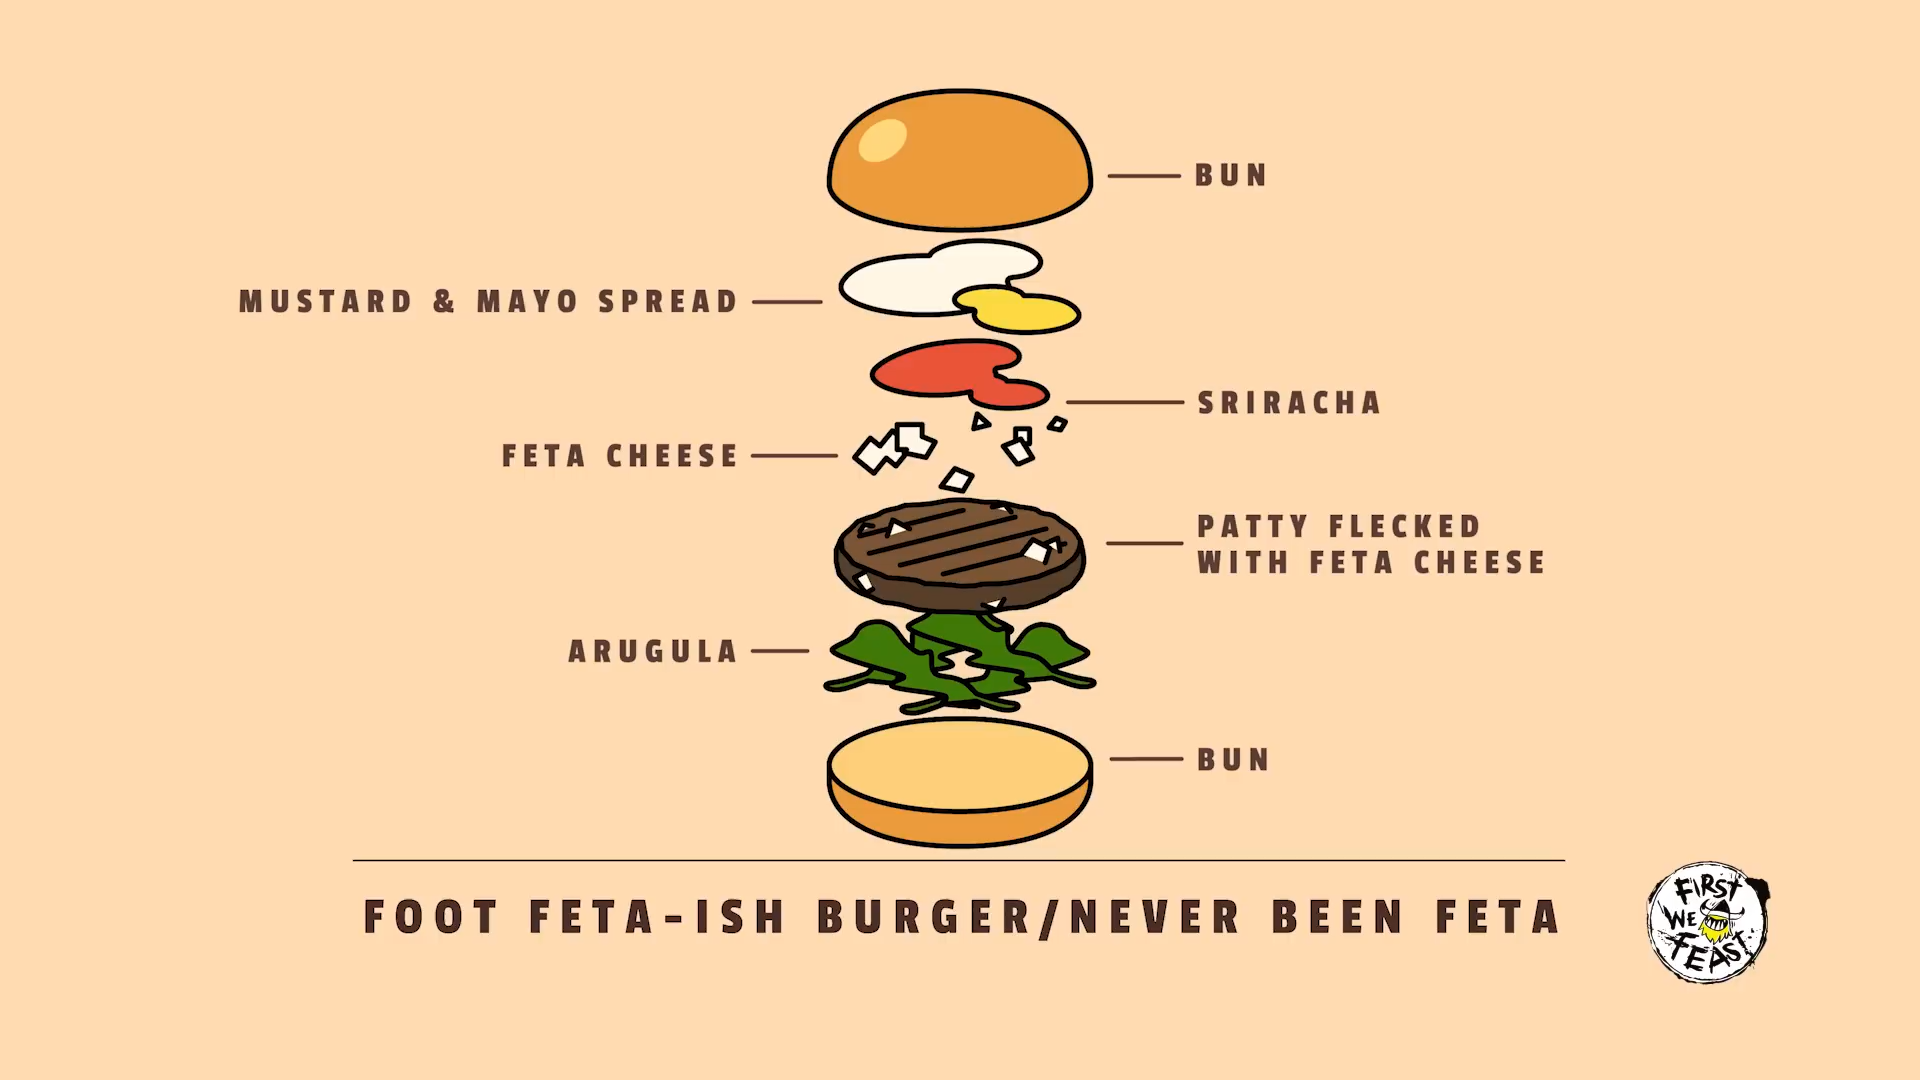 BUN
MUSTARD & MAYO SPREAD
SRIRACHA
FETA CHEESE
PATTY FLECKED
WITH FETA CHEESE
ARUGULA
BUN
FOOT FETA-ISH BURGER/NEVER BEEN FETA
FIRST
WE
FEAST